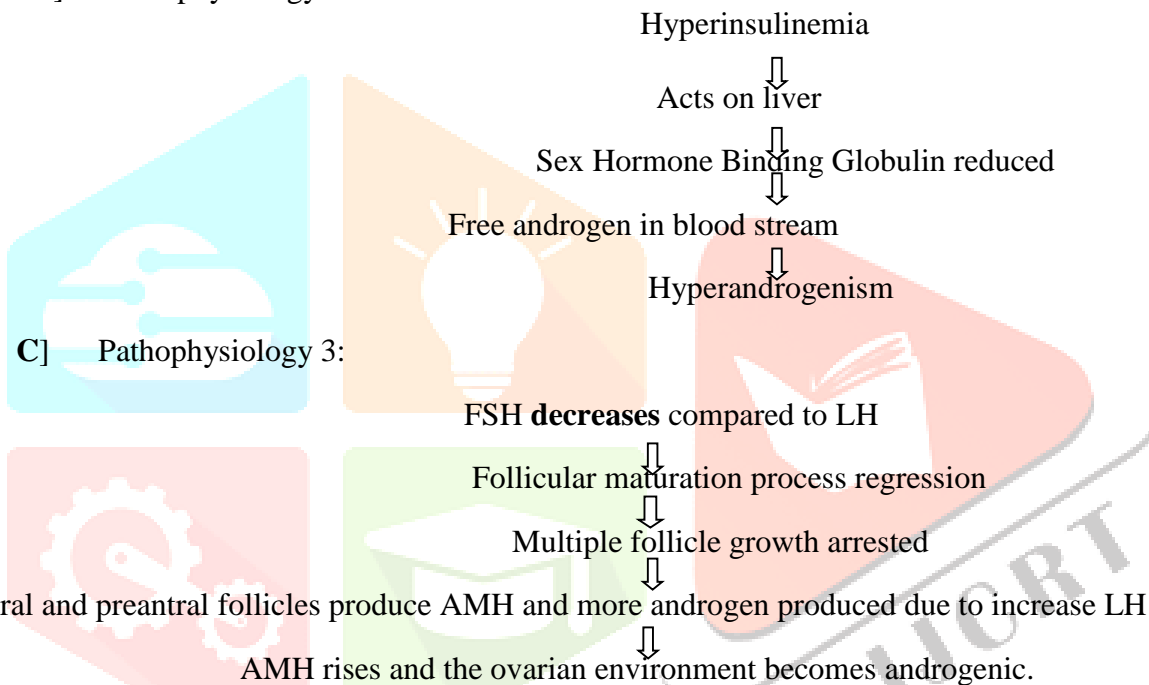 Hyperinsulinemia
Acts on liver
Sex Hormone Binding Globulin reduced
Free androgen in blood stream
Hyperandrogenism
C] Pathophysiology 3:
FSH decreases compared to LH
Follicular maturation process regression
Multiple follicle growth arrested
ral and preantral follicles produce AMH and more androgen produced due to increase LH
AMH rises and the ovarian environment becomes androgenic.